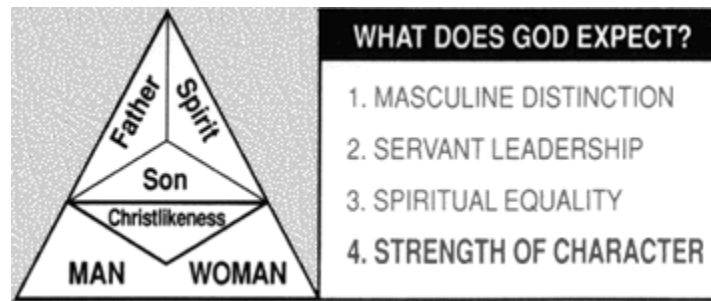 Father
Spirit
Son
Christlikeness
MAN
WOMAN
WHAT DOES GOD EXPECT?
1. MASCULINE DISTINCTION
2. SERVANT LEADERSHIP
3. SPIRITUAL EQUALITY
4. STRENGTH OF CHARACTER